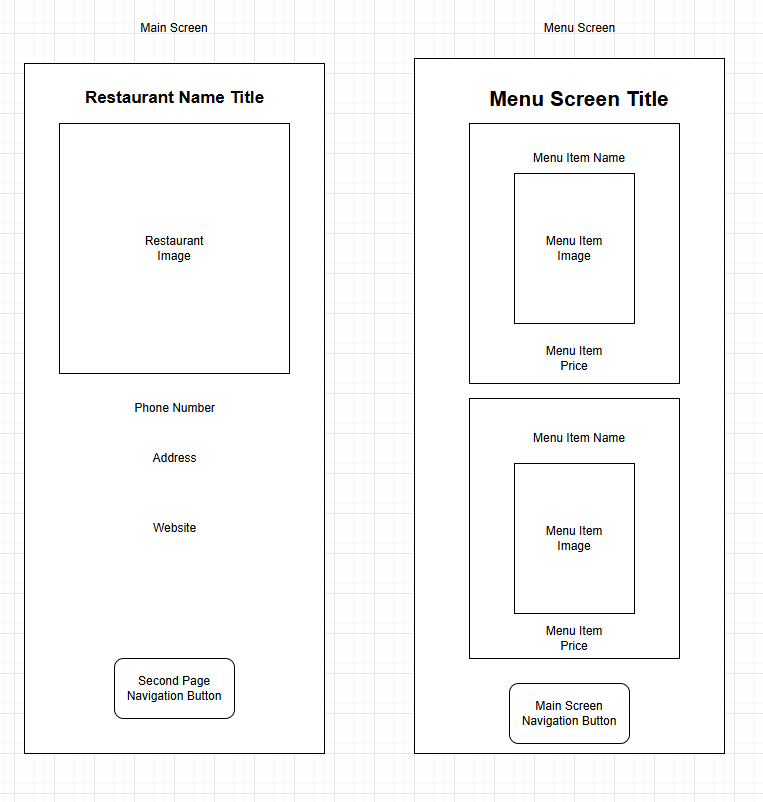 Main Screen
Restaurant Name Title
Restaurant
Image
Phone Number
Address
Website
Second Page
Navigation Button
Menu Screen
Menu Screen Title
Menu Item Name
Menu Item
Image
Menu Item
Price
Menu Item Name
Menu Item
Image
Menu Item
Price
Main Screen
Navigation Button